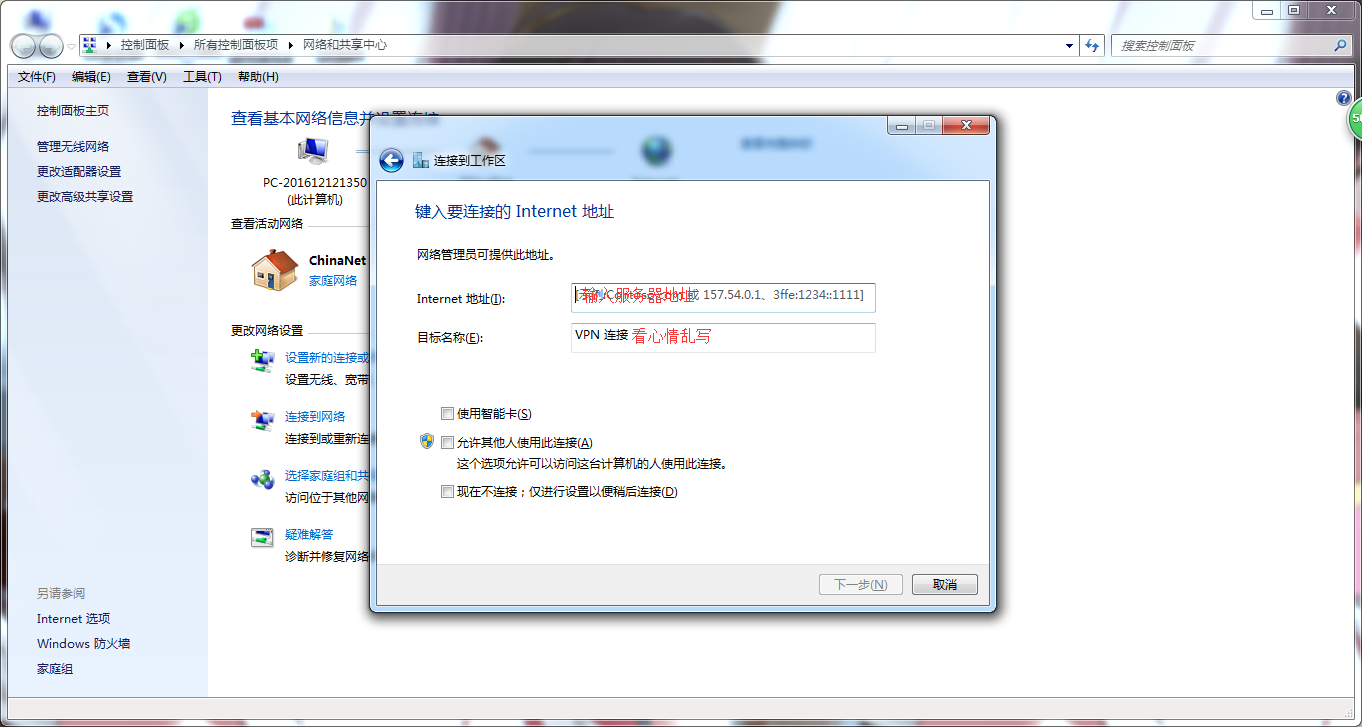 控制面板 ▸ 所有控制面板项 ▸ 网络和共享中心
搜索控制面板
文件(F) 编辑(E) 查看(V) 工具(T) 帮助(H)
控制面板主页
管理无线网络
更改适配器设置
更改高级共享设置
另请参阅
Internet 选项
Windows 防火墙
家庭组
查看基本网络信息并设置连接
PC-201612121350
(此计算机)
查看活动网络
ChinaNet
家庭网络
更改网络设置
设置新的连接或
设置无线、宽带
连接到网络
连接到或重新连
选择家庭组和共
访问位于其他网
疑难解答
诊断并修复网络
连接到工作区
键入要连接的 Internet 地址
网络管理员可提供此地址。
Internet 地址(I):
[示例:Contoso.com 或 157.54.0.1、3ffe:1234::1111]
输入服务器地址
目标名称(E):
VPN 连接
看心情乱写
使用智能卡(S)
允许其他人使用此连接(A)
这个选项允许可以访问这台计算机的人使用此连接。
现在不连接；仅进行设置以便稍后连接(D)
下一步(N)
取消